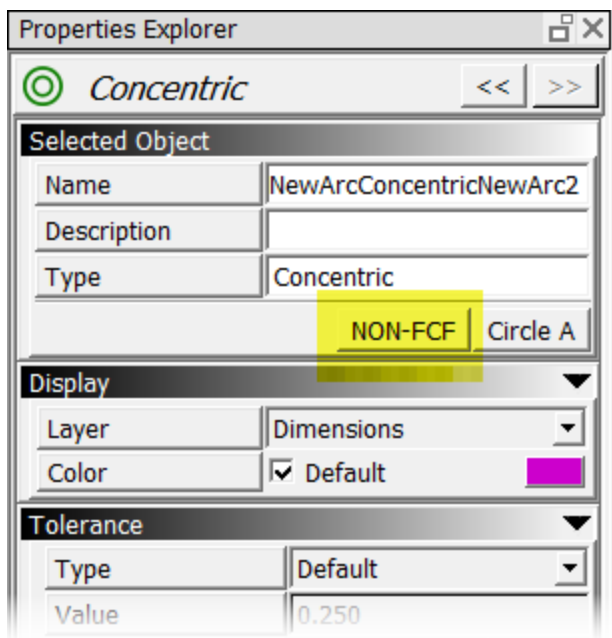 Properties Explorer
Concentric << >>
Selected Object
Name NewArcConcentricNewArc2
Description
Type Concentric
NON-FCF Circle A
Display
Layer Dimensions
Color Default
Tolerance
Type Default
Value 0.250